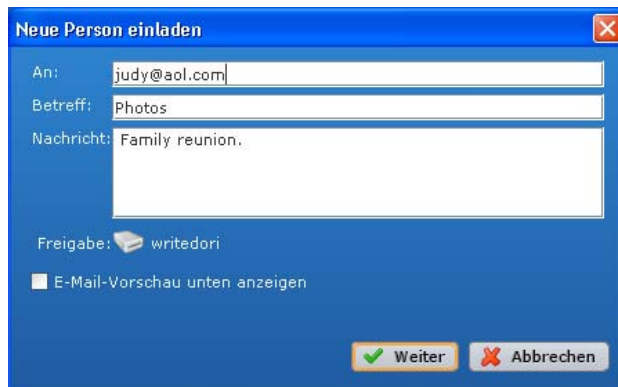 Neue Person einladen
An: judy@aol.com
Betreff: Photos
Nachricht: Family reunion.
Freigabe: writedori
E-Mail-Vorschau unten anzeigen
Weiter Abbrechen